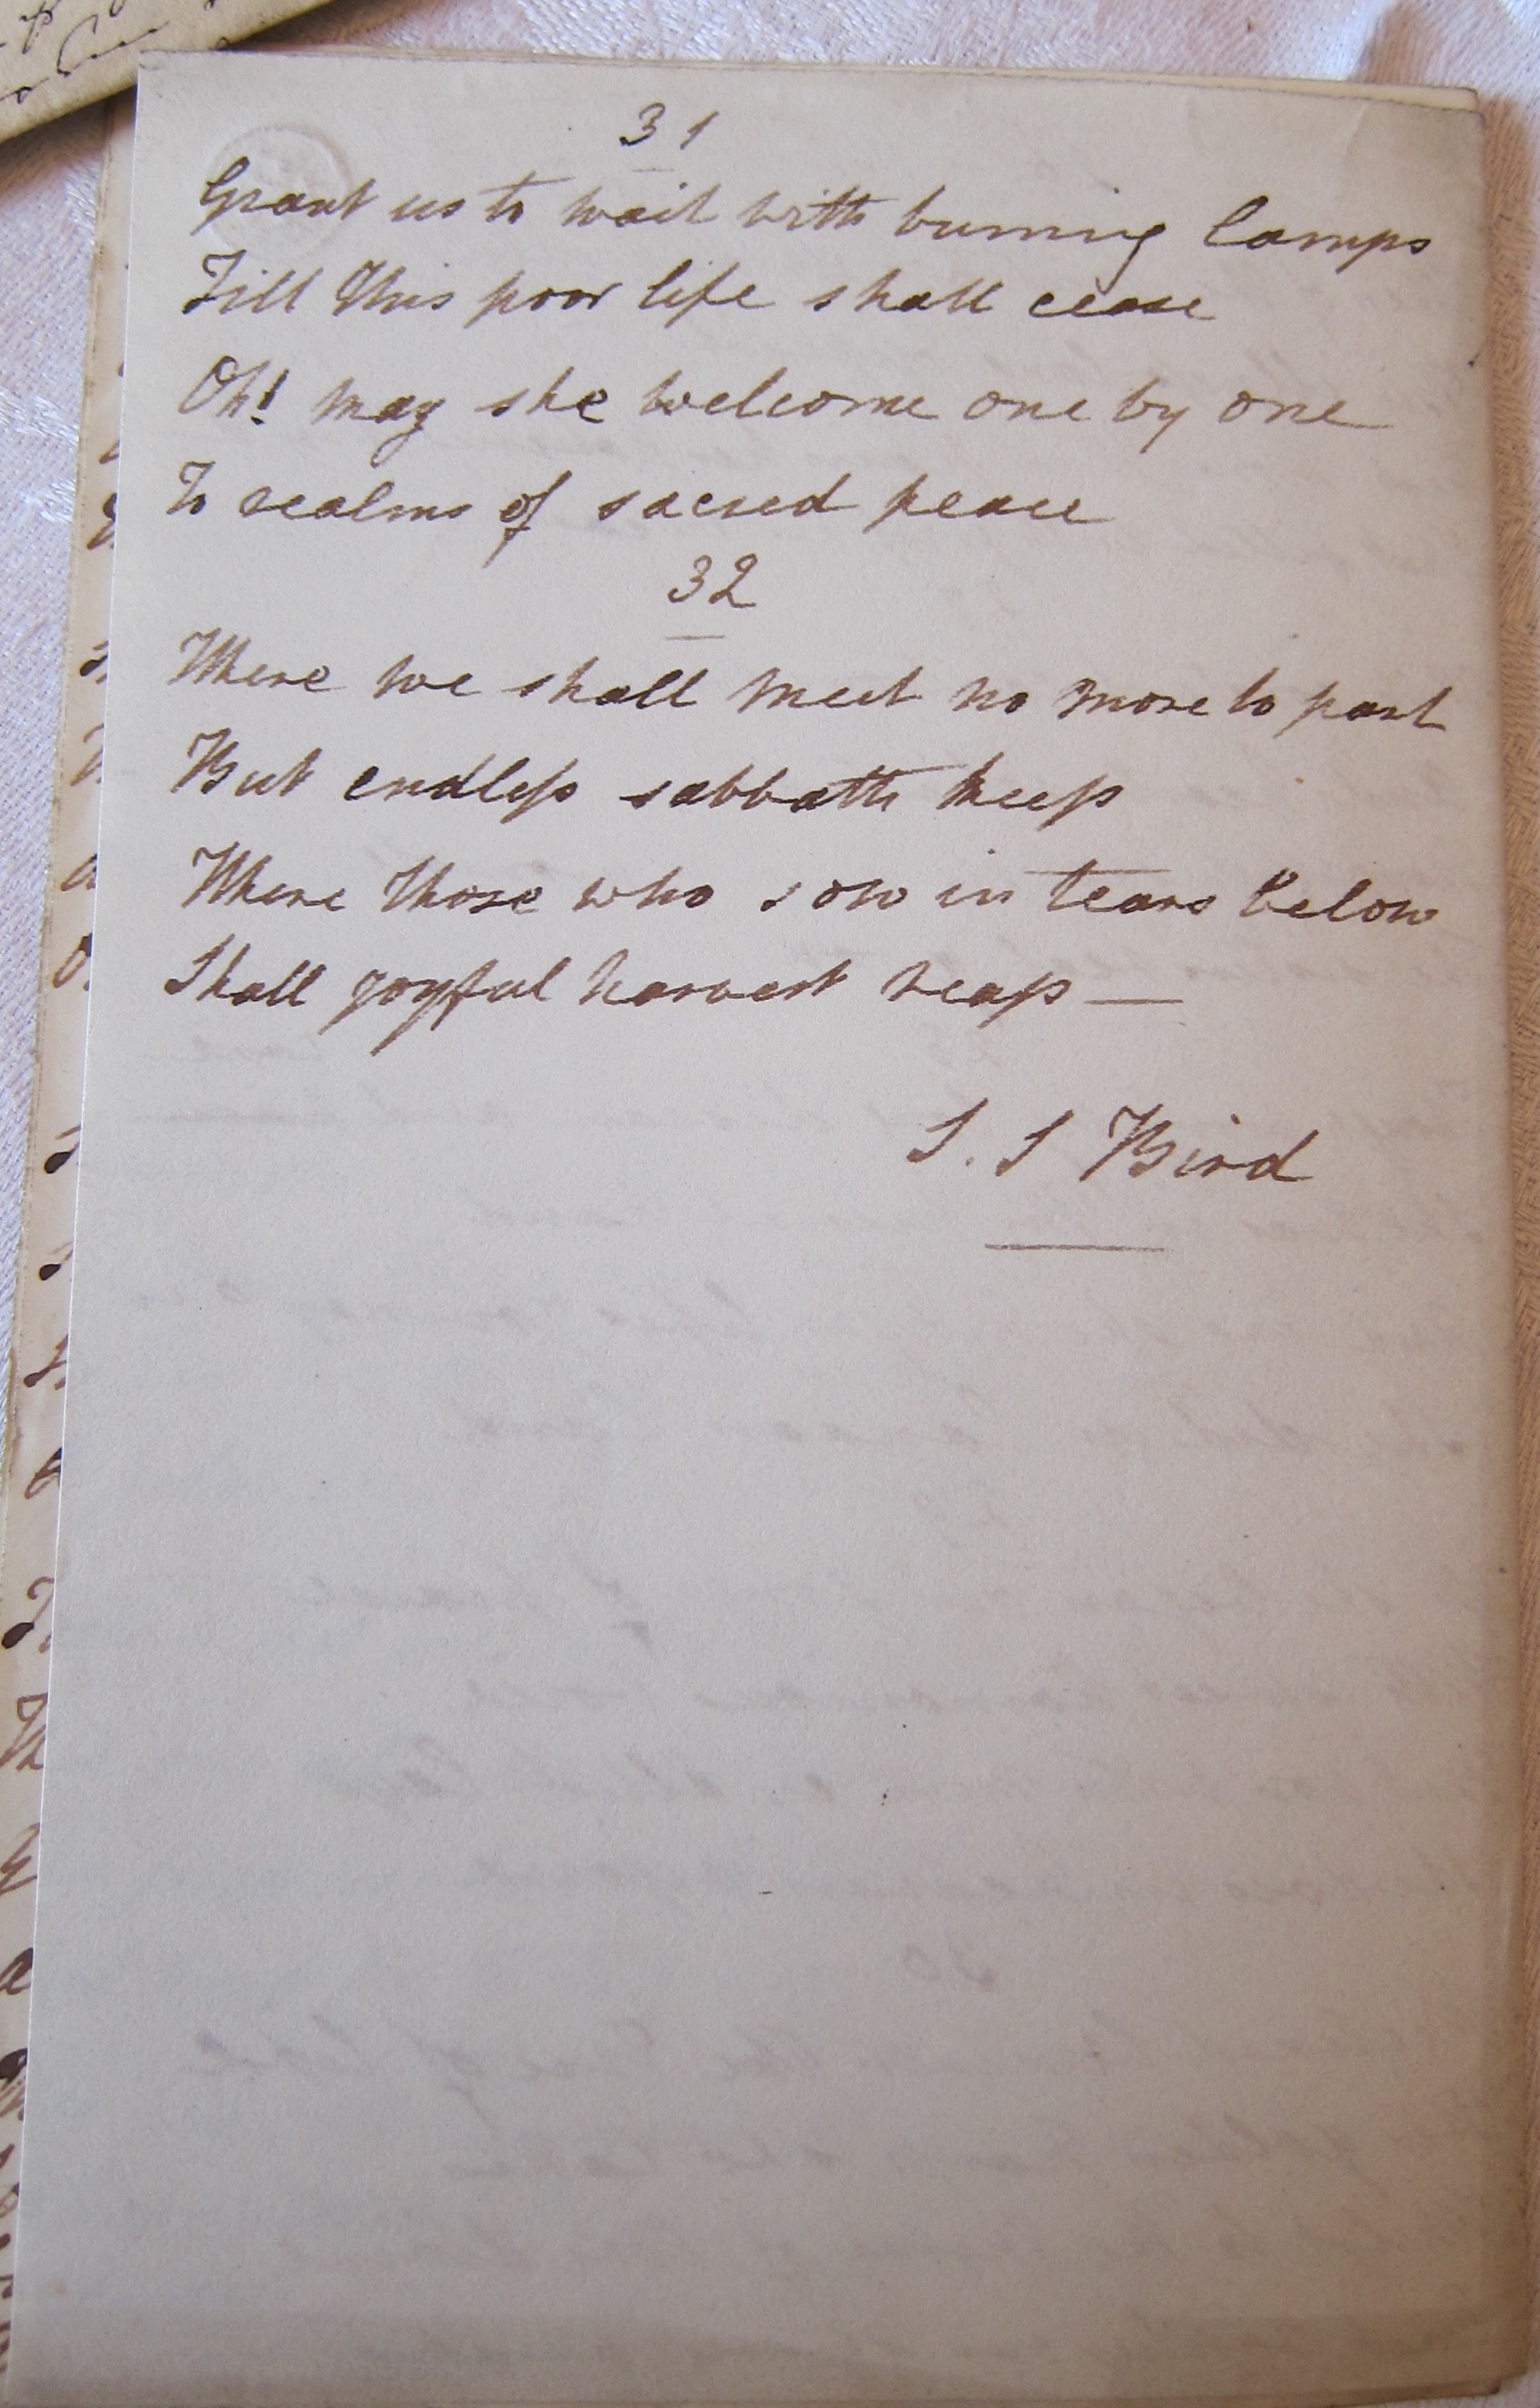 31
Grant us to wait with burning lamps
Till this poor life shall cease
Oh! may she welcome one by one
To realms of sacred peace
32
Where we shall meet no more to part
But endless sabbath keep
Where those who sow in tears below
Shall joyful harvest reap —
S. S Bird